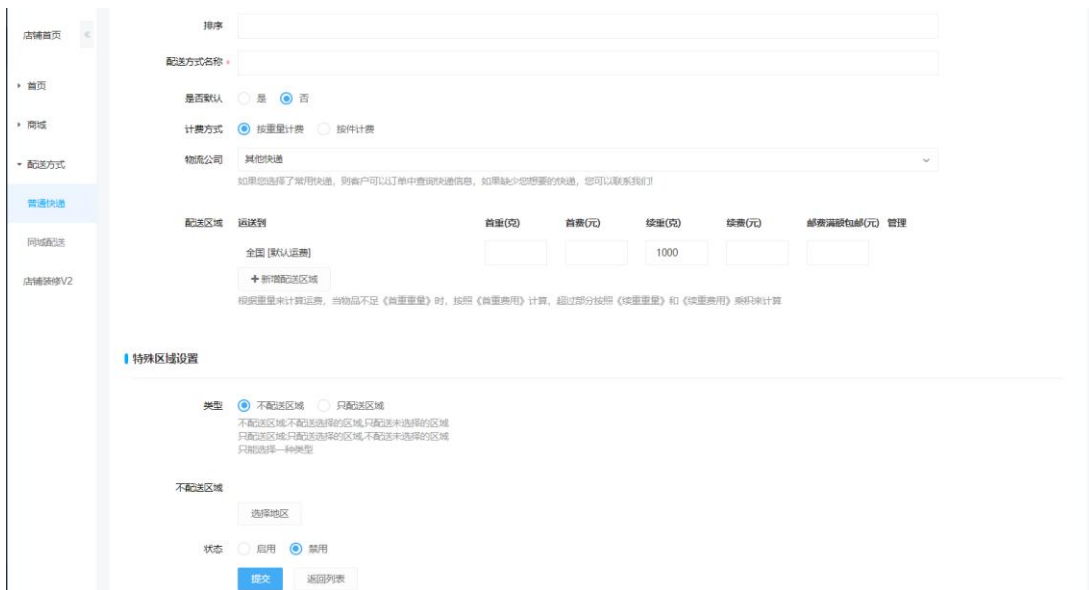 店铺首页 «
首页
商城
配送方式
普通快递
同城配送
店铺装修V2
排序
配送方式名称 *
是否默认 是 否
计费方式 按重量计费 按件计费
物流公司 其他快递
如果您选择了常用快递，则客户可以订单中查询快递信息，如果缺少您想要的快递，您可以联系我们!
配送区域 运送到 首重(克) 首费(元) 续重(克) 续费(元) 邮费满额包邮(元) 管理
全国 [默认运费] 1000
+ 新增配送区域
根据重量来计算运费，当物品不足《首重重量》时，按照《首重费用》计算，超过部分按照《续重重量》和《续重费用》乘积来计算
特殊区域设置
类型 不配送区域 只配送区域
不配送区域:不配送选择的区域,只配送未选择的区域
只配送区域:只配送选择的区域,不配送未选择的区域
只能选择一种类型
不配送区域
选择地区
状态 启用 禁用
提交 返回列表